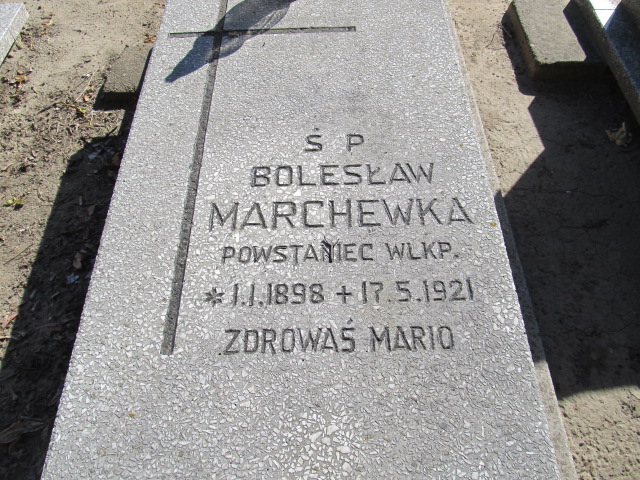 Ś P
BOLESŁAW
MARCHEWKA
POWSTANIEC WLKP.
* 1.1.1898 + 17.5.1921
ZDROWAŚ MARIO